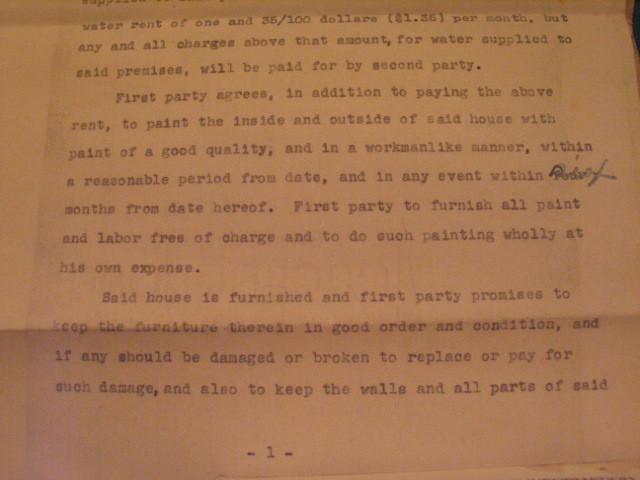 water rent of one and 35/100 dollars ($1.35) per month, but
any and all charges above that amount, for water supplied to
said premises, will be paid for by second party.
First party agrees, in addition to paying the above
rent, to paint the inside and outside of said house with
paint of a good quality, and in a workmanlike manner, within
a reasonable period from date, and in any event within
months from date hereof. First party to furnish all paint
and labor free of charge and to do such painting wholly at
his own expense.
Said house is furnished and first party promises to
keep the furniture therein in good order and condition, and
if any should be damaged or broken to replace or pay for
such damage, and also to keep the walls and all parts of said
- 1 -